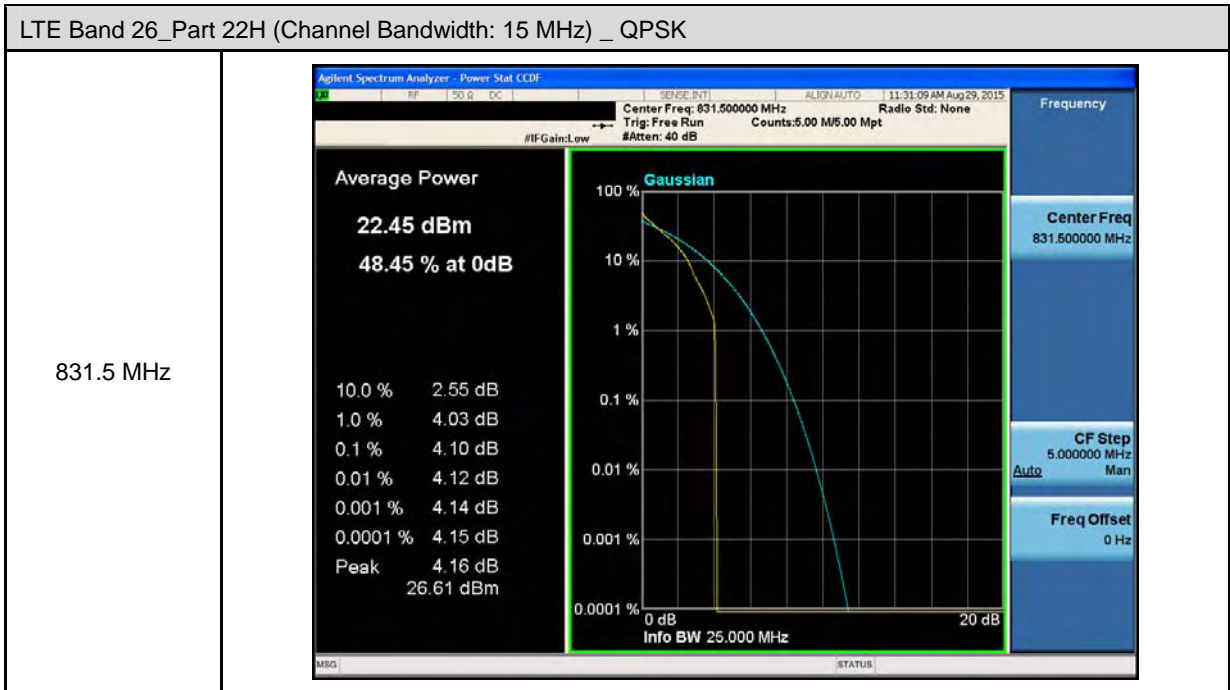 LTE Band 26_Part 22H (Channel Bandwidth: 15 MHz) _ QPSK
831.5 MHz
Agilent Spectrum Analyzer - Power Stat CCDF
RF 50 Ω DC SENSE:INT ALIGN AUTO 11:31:09 AM Aug 29, 2015
Center Freq: 831.500000 MHz Radio Std: None
Trig: Free Run Counts:5.00 M/5.00 Mpt
#IFGain:Low #Atten: 40 dB
Average Power
22.45 dBm
48.45 % at 0dB
10.0 % 2.55 dB
1.0 % 4.03 dB
0.1 % 4.10 dB
0.01 % 4.12 dB
0.001 % 4.14 dB
0.0001 % 4.15 dB
Peak 4.16 dB
26.61 dBm
Gaussian
100 %
10 %
1 %
0.1 %
0.01 %
0.001 %
0.0001 %
0 dB 20 dB
Info BW 25.000 MHz
Frequency
Center Freq
831.500000 MHz
CF Step
5.000000 MHz
Auto Man
Freq Offset
0 Hz
MSG STATUS